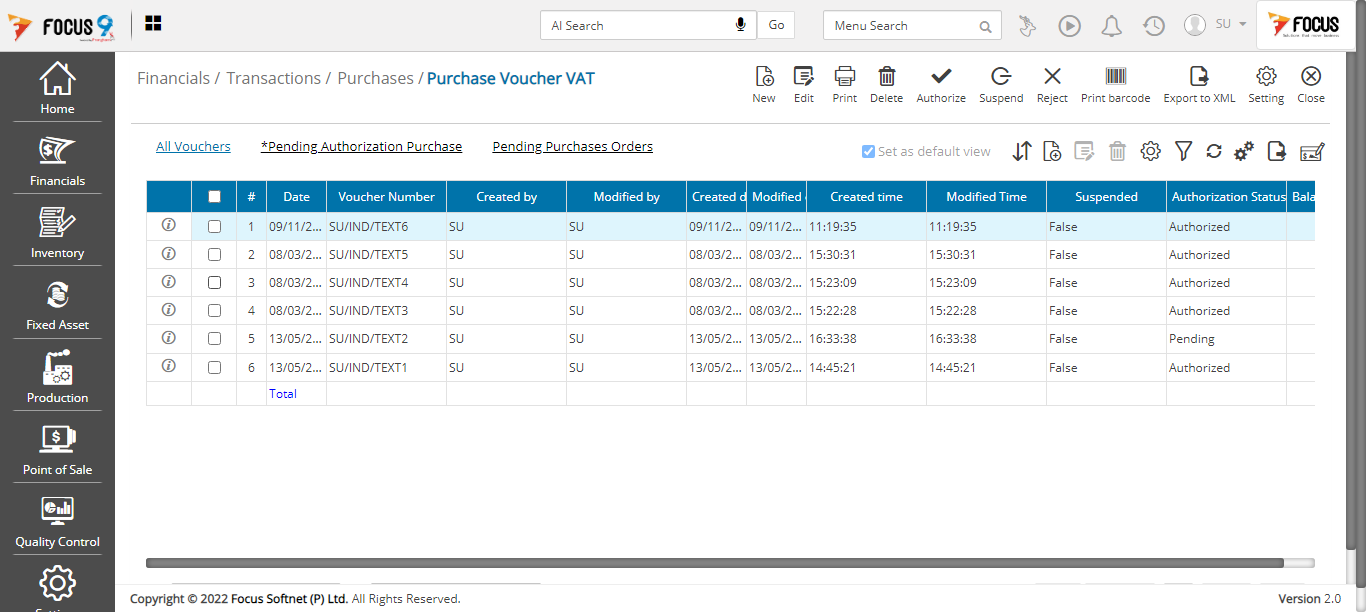 FOCUS 9
AI Search
Go
Menu Search
SU
FOCUS
Home
Financials
Inventory
Fixed Asset
Production
Point of Sale
Quality Control
Financials / Transactions / Purchases / Purchase Voucher VAT
New Edit Print Delete Authorize Suspend Reject Print barcode Export to XML Setting Close
All Vouchers *Pending Authorization Purchase Pending Purchases Orders Set as default view
# Date Voucher Number Created by Modified by Created d Modified Created time Modified Time Suspended Authorization Status Bala
1 09/11/2... SU/IND/TEXT6 SU SU 09/11/2... 09/11/2... 11:19:35 11:19:35 False Authorized
2 08/03/2... SU/IND/TEXT5 SU SU 08/03/2... 08/03/2... 15:30:31 15:30:31 False Authorized
3 08/03/2... SU/IND/TEXT4 SU SU 08/03/2... 08/03/2... 15:23:09 15:23:09 False Authorized
4 08/03/2... SU/IND/TEXT3 SU SU 08/03/2... 08/03/2... 15:22:28 15:22:28 False Authorized
5 13/05/2... SU/IND/TEXT2 SU SU 13/05/2... 13/05/2... 16:33:38 16:33:38 False Pending
6 13/05/2... SU/IND/TEXT1 SU SU 13/05/2... 13/05/2... 14:45:21 14:45:21 False Authorized
Total
Copyright © 2022 Focus Softnet (P) Ltd. All Rights Reserved.
Version 2.0